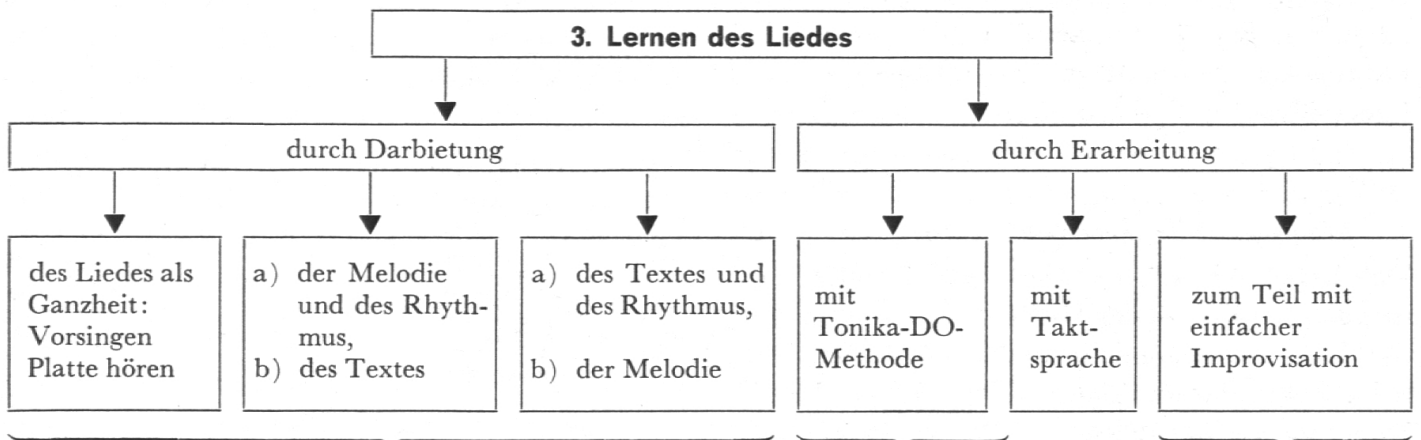 3. Lernen des Liedes
durch Darbietung
durch Erarbeitung
des Liedes als
Ganzheit:
Vorsingen
Platte hören
a) der Melodie
und des Rhyth-
mus,
b) des Textes
a) des Textes und
des Rhythmus,
b) der Melodie
mit
Tonika-DO-
Methode
mit
Takt-
sprache
zum Teil mit
einfacher
Improvisation